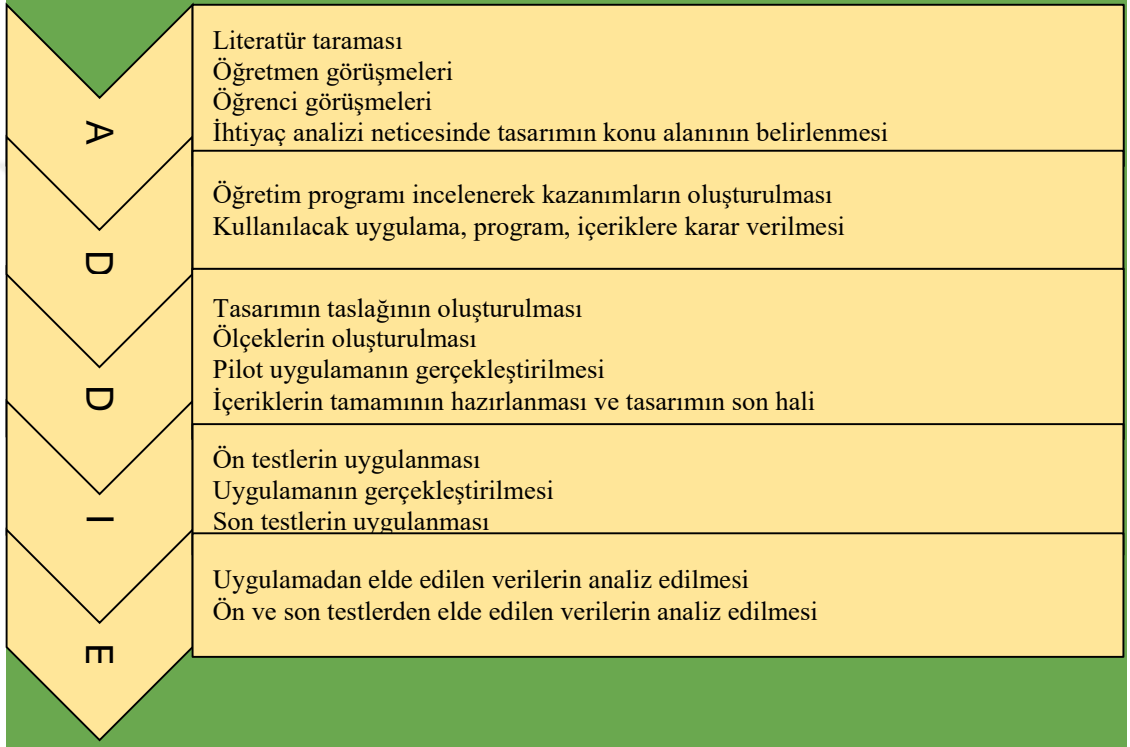 A
Literatür taraması
Öğretmen görüşmeleri
Öğrenci görüşmeleri
İhtiyaç analizi neticesinde tasarımın konu alanının belirlenmesi
D
Öğretim programı incelenerek kazanımların oluşturulması
Kullanılacak uygulama, program, içeriklere karar verilmesi
D
Tasarımın taslağının oluşturulması
Ölçeklerin oluşturulması
Pilot uygulamanın gerçekleştirilmesi
İçeriklerin tamamının hazırlanması ve tasarımın son hali
I
Ön testlerin uygulanması
Uygulamanın gerçekleştirilmesi
Son testlerin uygulanması
E
Uygulamadan elde edilen verilerin analiz edilmesi
Ön ve son testlerden elde edilen verilerin analiz edilmesi